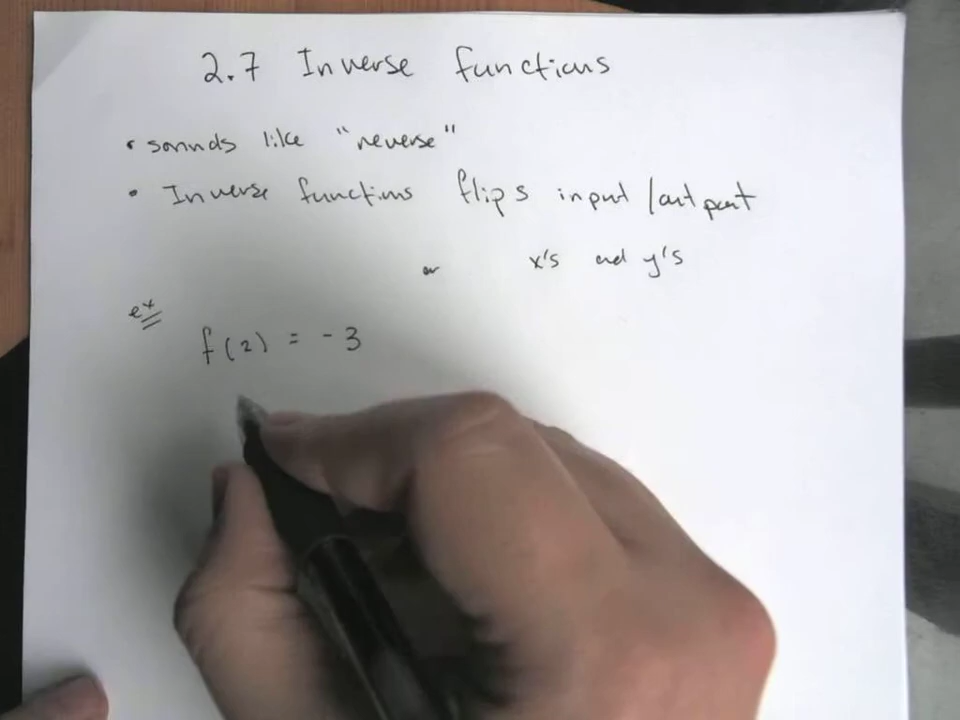 2.7 Inverse functions
• sounds like "reverse"
• Inverse functions flips input/output
or x's and y's
ex
f(2) = -3